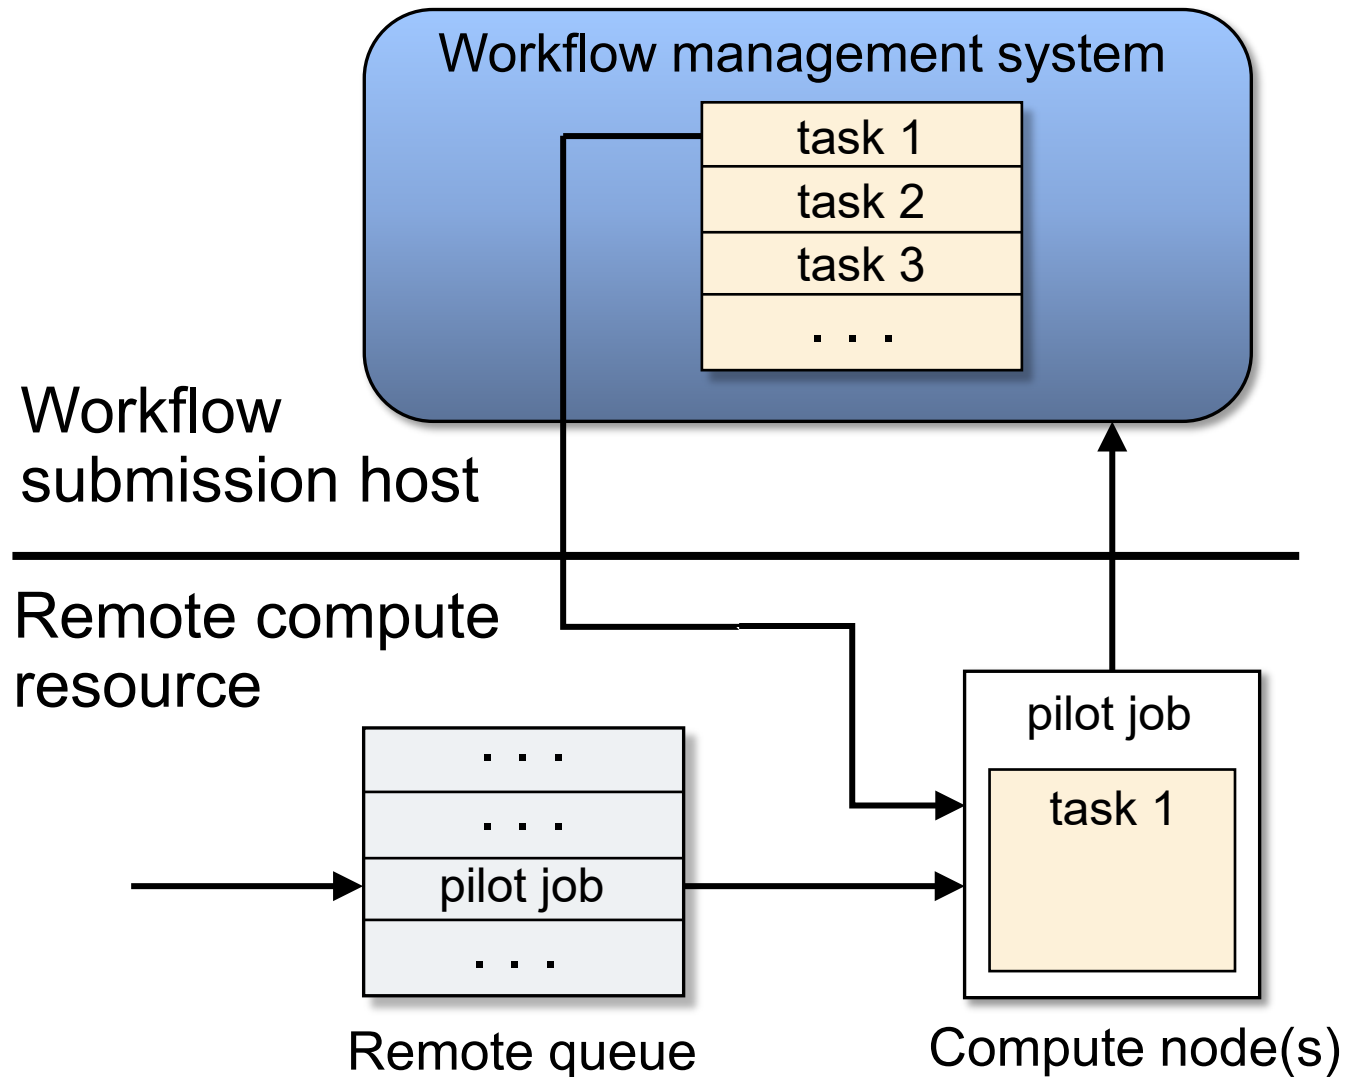 Workflow management system
task 1
task 2
task 3
. . .
Workflow
submission host
Remote compute
resource
. . .
. . .
pilot job
. . .
Remote queue
pilot job
task 1
Compute node(s)